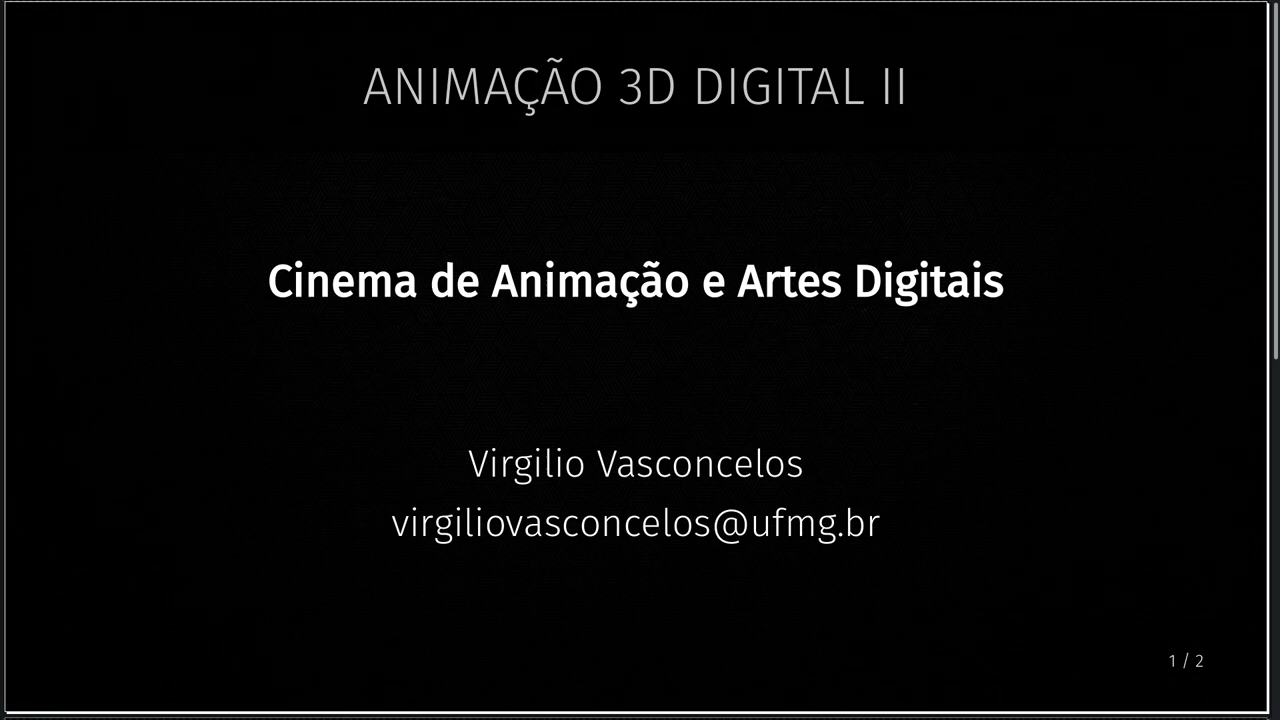 ANIMAÇÃO 3D DIGITAL II
Cinema de Animação e Artes Digitais
Virgilio Vasconcelos
virgiliovasconcelos@ufmg.br
1 / 2